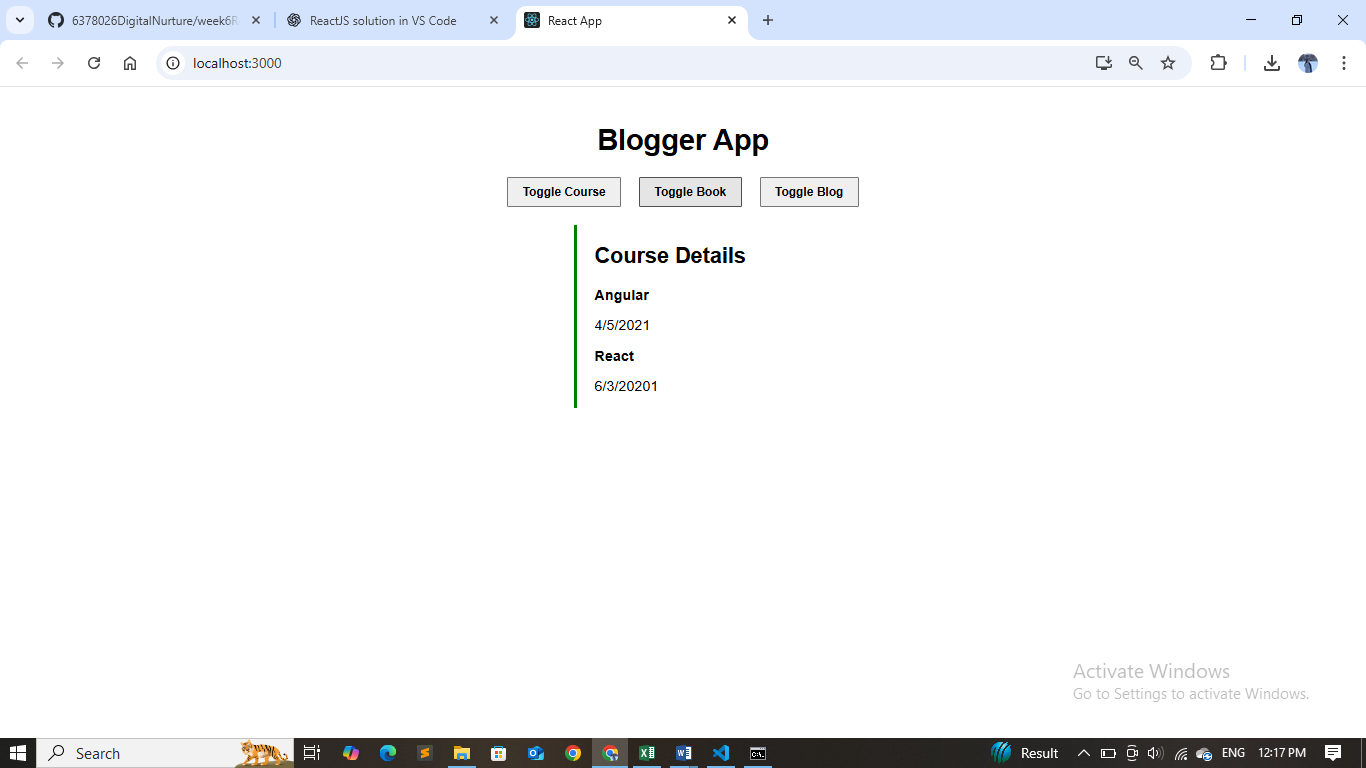 6378026DigitalNurture/week6R
ReactJS solution in VS Code
React App
localhost:3000
Blogger App
Toggle Course Toggle Book Toggle Blog
Course Details
Angular
4/5/2021
React
6/3/20201
Activate Windows
Go to Settings to activate Windows.
Search
Result
ENG
12:17 PM